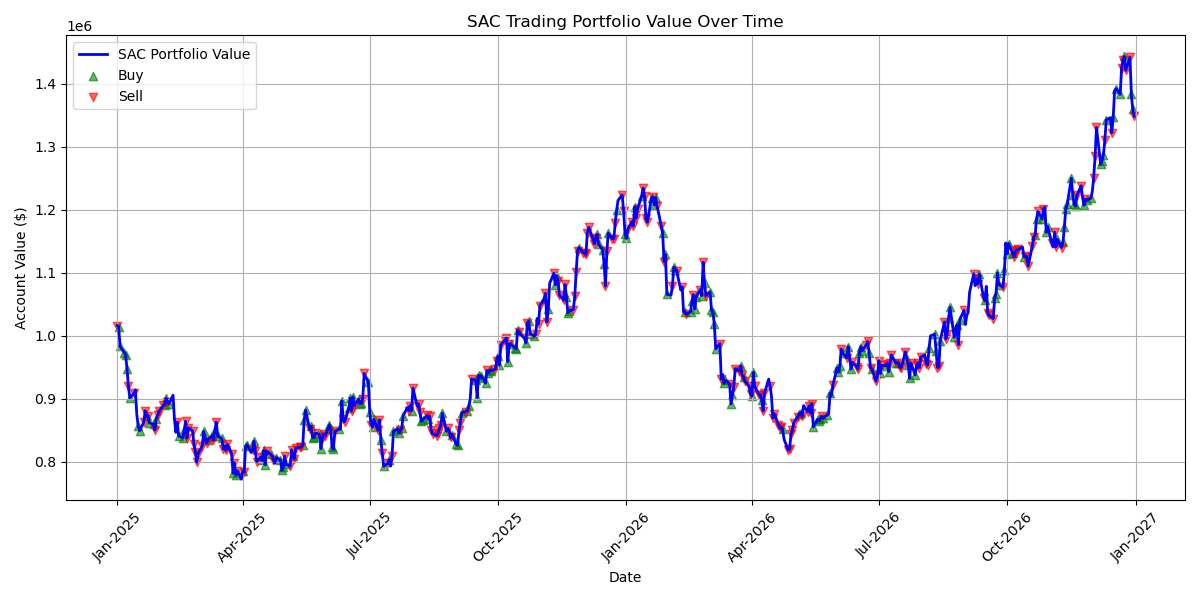 SAC Trading Portfolio Value Over Time
1e6
SAC Portfolio Value
Buy
Sell
1.4
1.3
1.2
1.1
1.0
0.9
0.8
Account Value ($)
Jan-2025
Apr-2025
Jul-2025
Oct-2025
Jan-2026
Apr-2026
Jul-2026
Oct-2026
Jan-2027
Date